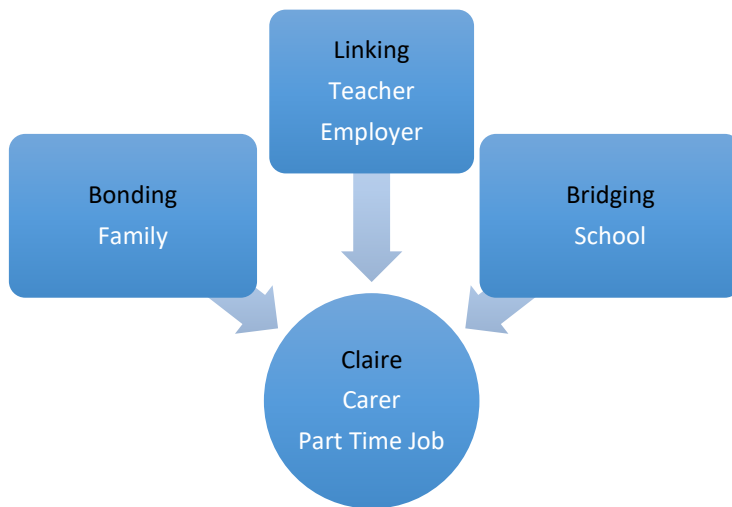 Linking
Teacher
Employer
Bonding
Family
Bridging
School
Claire
Carer
Part Time Job